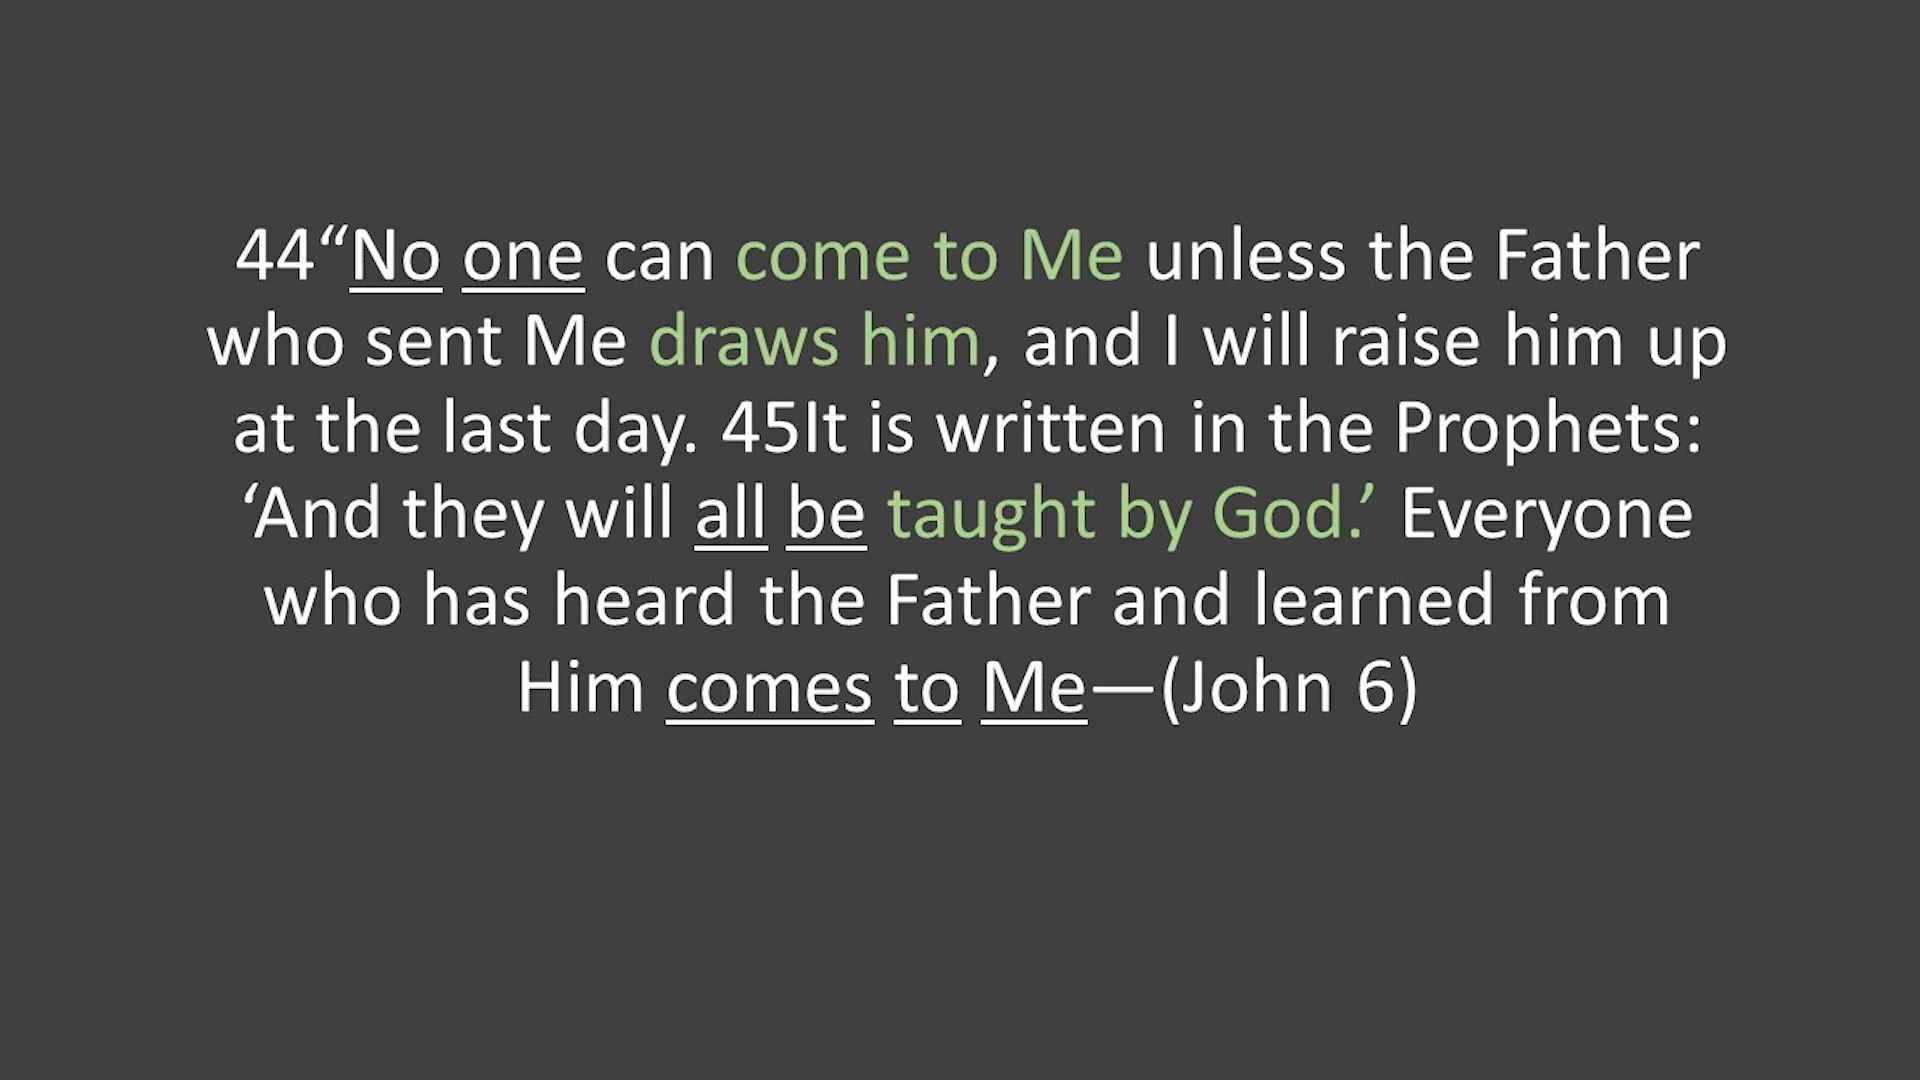 44“No one can come to Me unless the Father
who sent Me draws him, and I will raise him up
at the last day. 45It is written in the Prophets:
‘And they will all be taught by God.’ Everyone
who has heard the Father and learned from
Him comes to Me—(John 6)